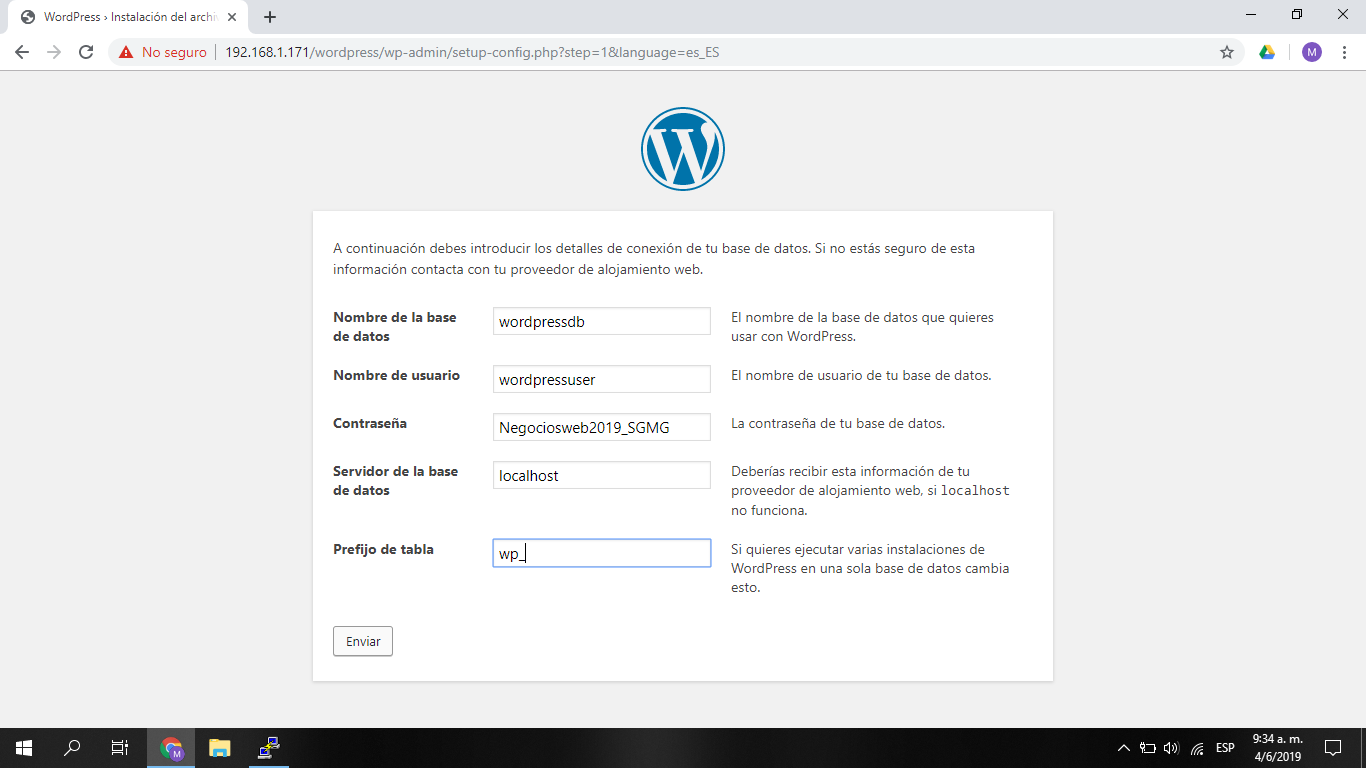 WordPress › Instalación del archi
No seguro
192.168.1.171/wordpress/wp-admin/setup-config.php?step=1&language=es_ES
M
A continuación debes introducir los detalles de conexión de tu base de datos. Si no estás seguro de esta
información contacta con tu proveedor de alojamiento web.
Nombre de la base
de datos
wordpressdb
El nombre de la base de datos que quieres
usar con WordPress.
Nombre de usuario
wordpressuser
El nombre de usuario de tu base de datos.
Contraseña
Negociosweb2019_SGMG
La contraseña de tu base de datos.
Servidor de la base
de datos
localhost
Deberías recibir esta información de tu
proveedor de alojamiento web, si localhost
no funciona.
Prefijo de tabla
wp_
Si quieres ejecutar varias instalaciones de
WordPress en una sola base de datos cambia
esto.
Enviar
M
ESP
9:34 a. m.
4/6/2019